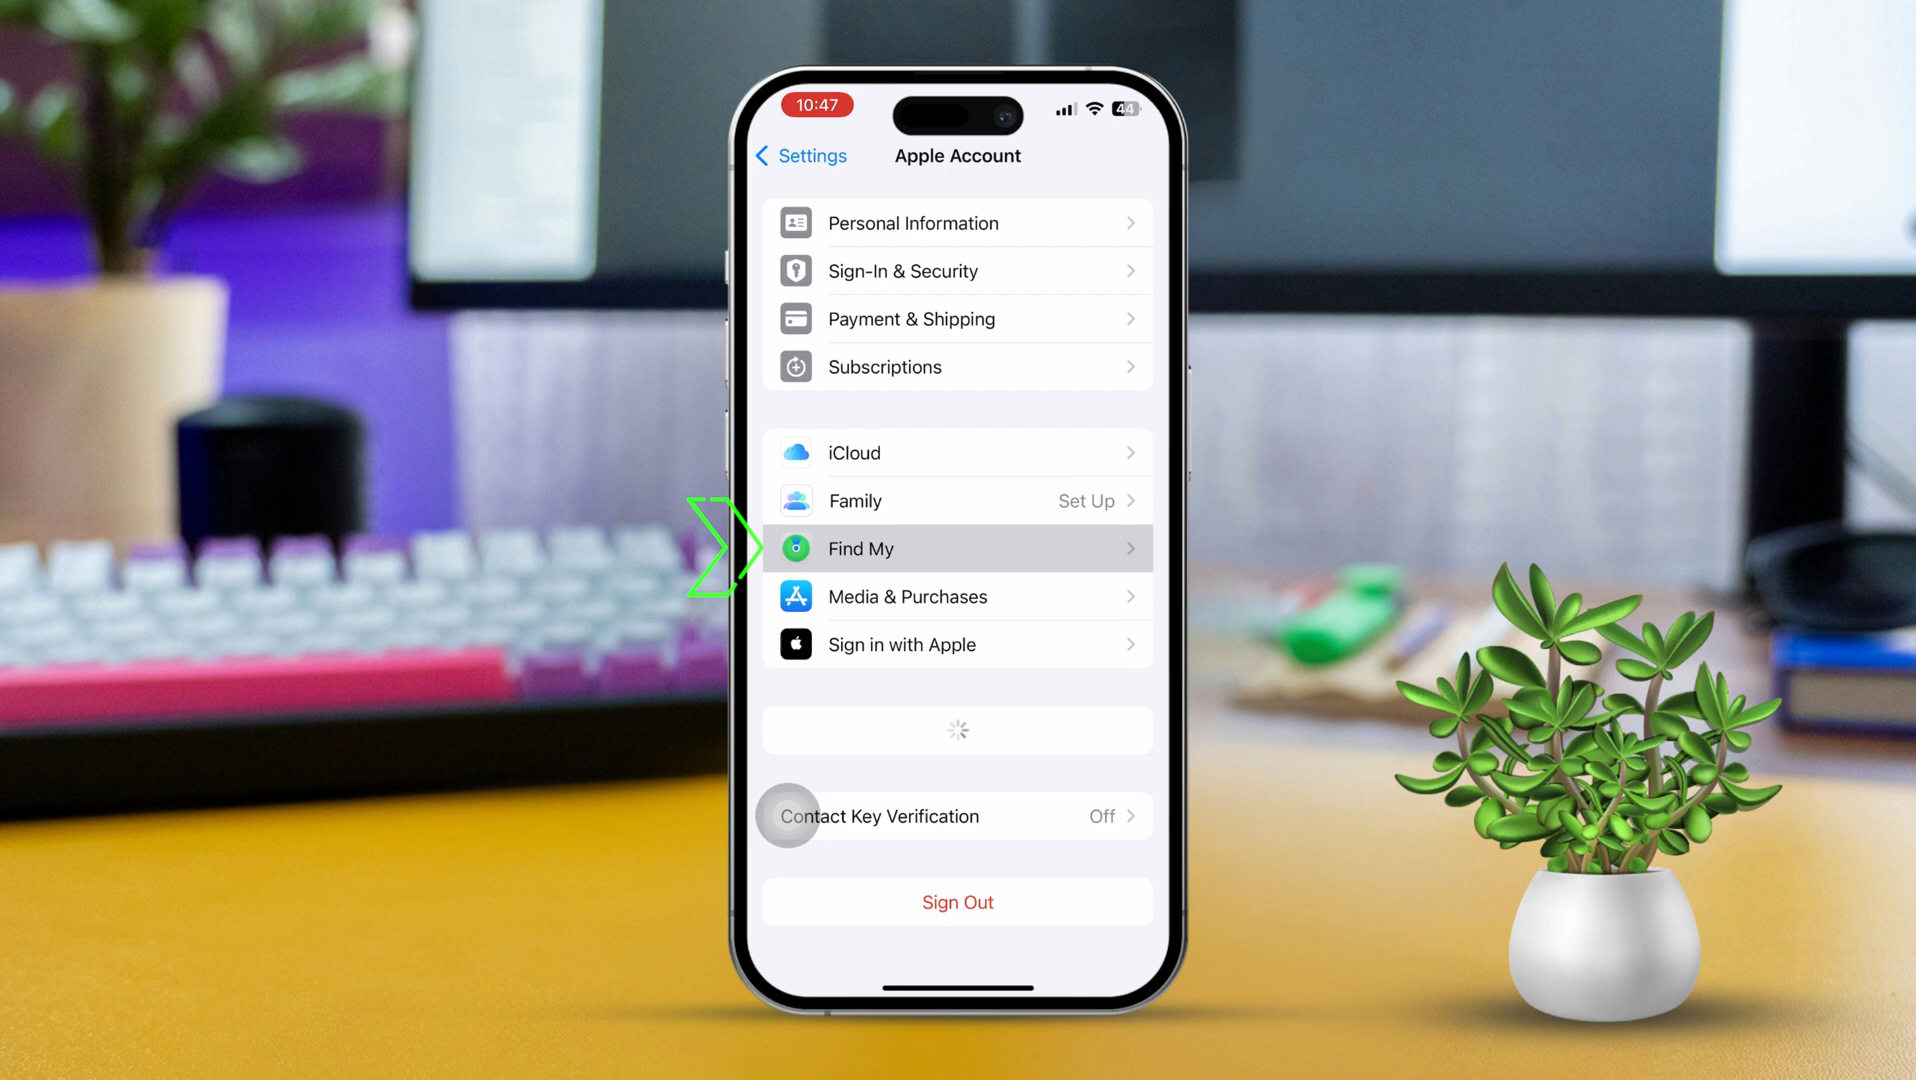 10:47
44
Settings
Apple Account
Personal Information
Sign-In & Security
Payment & Shipping
Subscriptions
iCloud
Family Set Up
Find My
Media & Purchases
Sign in with Apple
Contact Key Verification Off
Sign Out